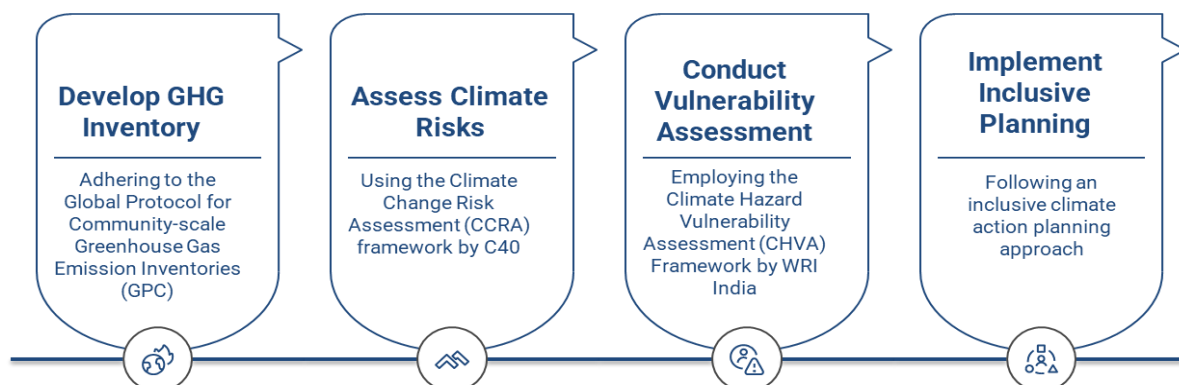 Develop GHG
Inventory
Adhering to the
Global Protocol for
Community-scale
Greenhouse Gas
Emission Inventories
(GPC)
Assess Climate
Risks
Using the Climate
Change Risk
Assessment (CCRA)
framework by C40
Conduct
Vulnerability
Assessment
Employing the
Climate Hazard
Vulnerability
Assessment (CHVA)
Framework by WRI
India
Implement
Inclusive
Planning
Following an
inclusive climate
action planning
approach